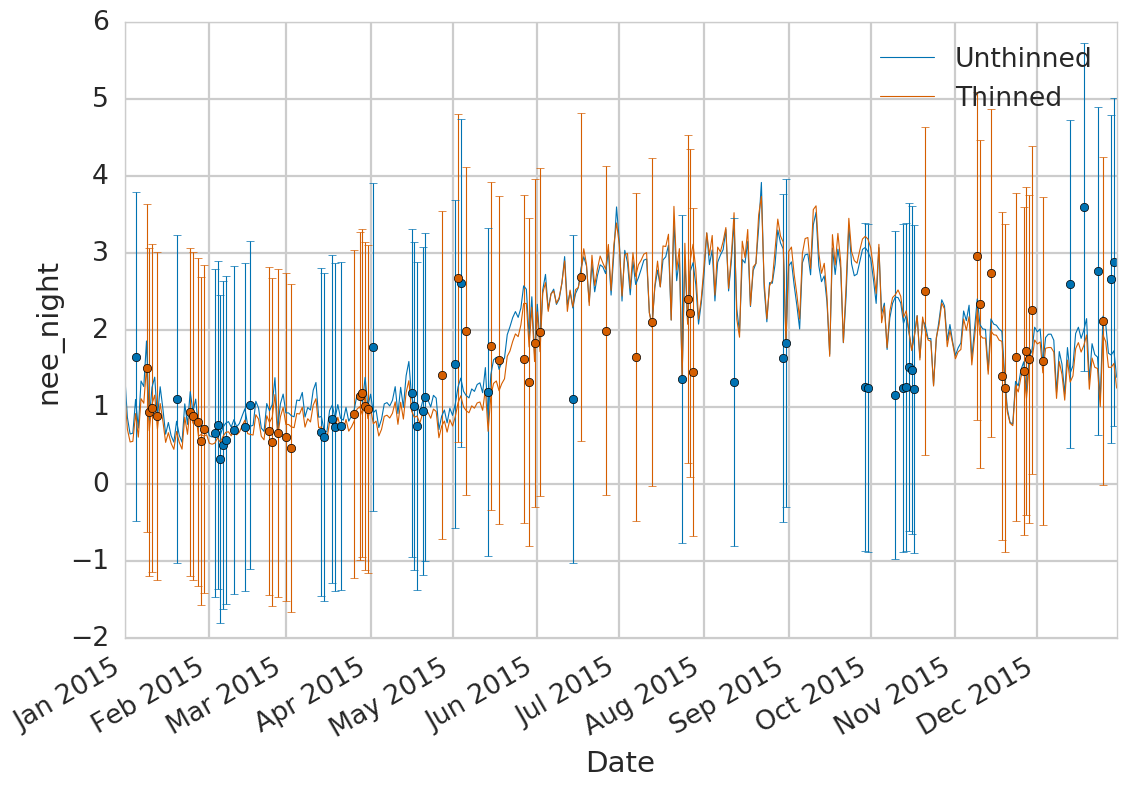 6
5
4
3
2
1
0
−1
−2
nee_night
Unthinned
Thinned
Jan 2015
Feb 2015
Mar 2015
Apr 2015
May 2015
Jun 2015
Jul 2015
Aug 2015
Sep 2015
Oct 2015
Nov 2015
Dec 2015
Date